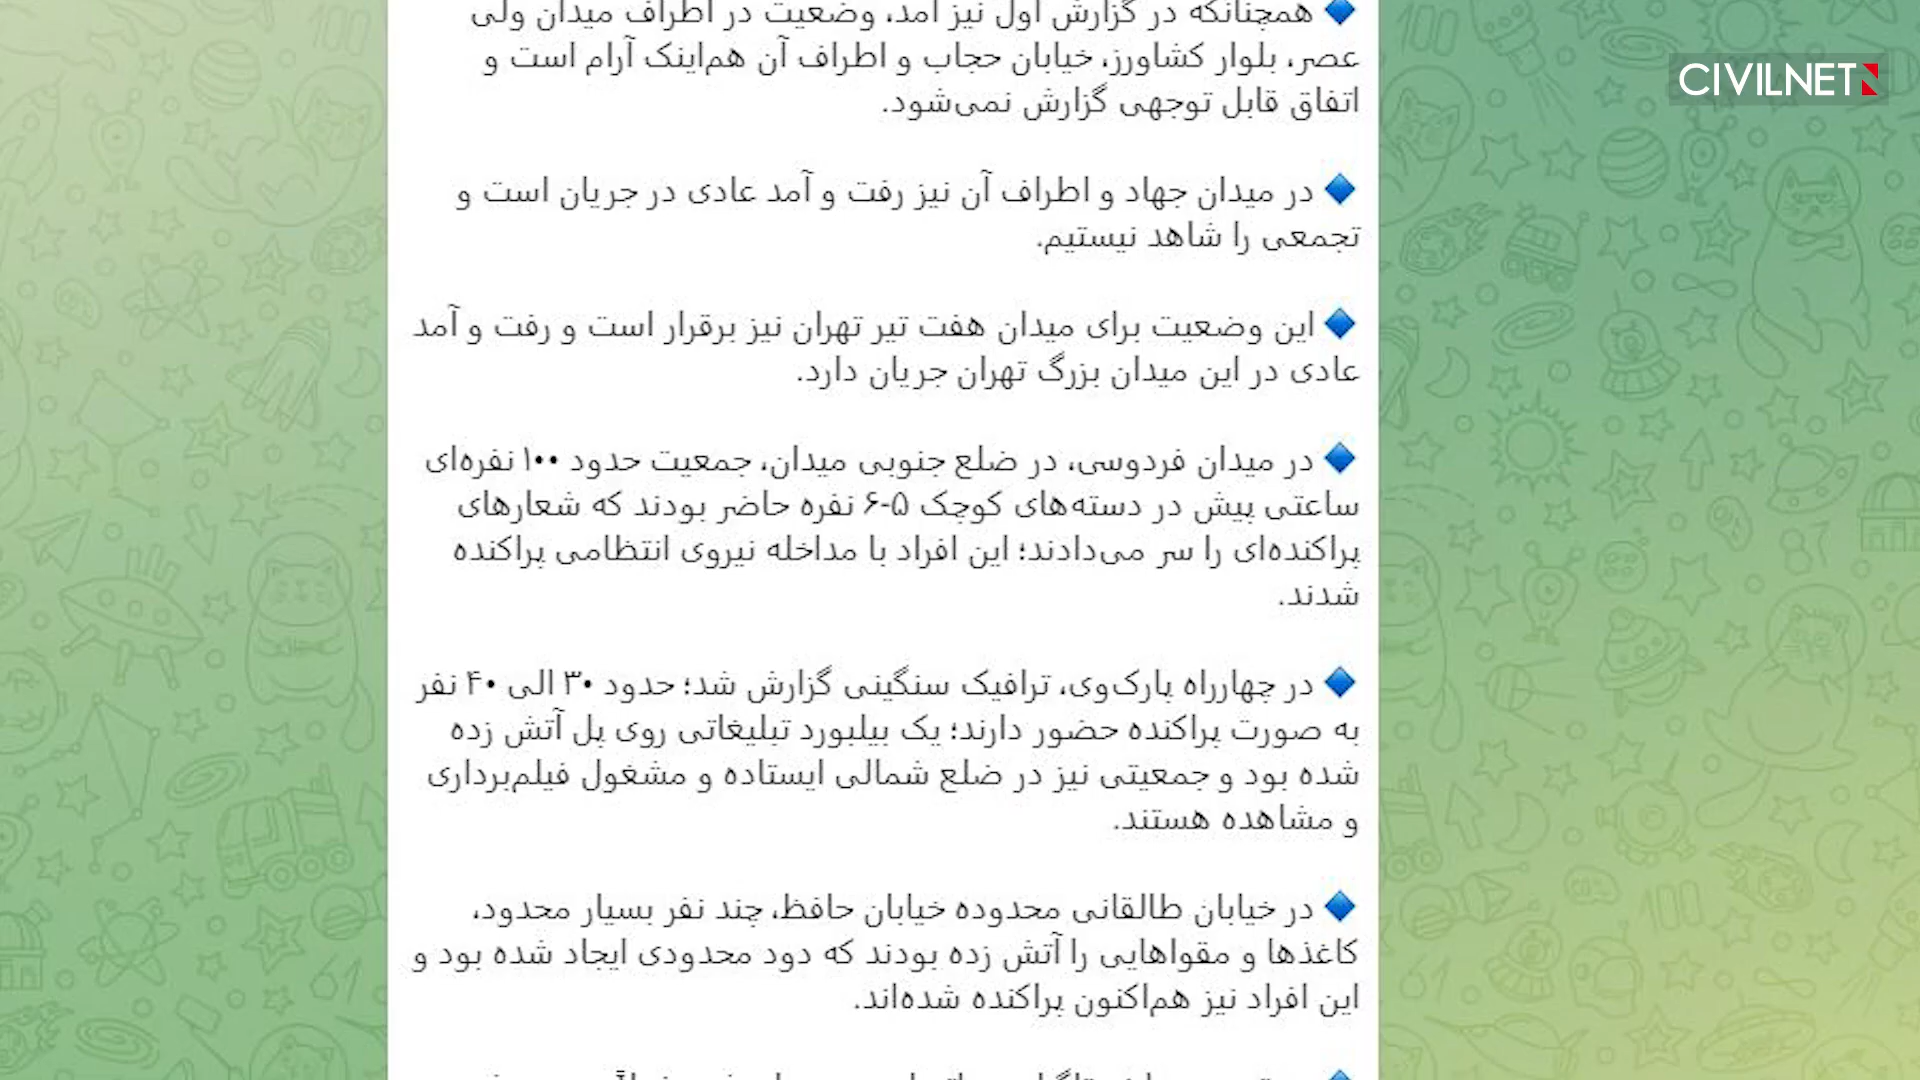 همچنانکه در گزارش اول نیز آمد، وضعیت در اطراف میدان ولی
عصر، بلوار کشاورز، خیابان حجاب و اطراف آن هم‌اینک آرام است و
اتفاق قابل توجهی گزارش نمی‌شود.
در میدان جهاد و اطراف آن نیز رفت و آمد عادی در جریان است و
تجمعی را شاهد نیستیم.
این وضعیت برای میدان هفت تیر تهران نیز برقرار است و رفت و آمد
عادی در این میدان بزرگ تهران جریان دارد.
در میدان فردوسی، در ضلع جنوبی میدان، جمعیت حدود ۱۰۰ نفره‌ای
ساعتی پیش در دسته‌های کوچک ۵-۶ نفره حاضر بودند که شعارهای
پراکنده‌ای را سر می‌دادند؛ این افراد با مداخله نیروی انتظامی پراکنده
شدند.
در چهارراه پارک‌وی، ترافیک سنگینی گزارش شد؛ حدود ۳۰ الی ۴۰ نفر
به صورت پراکنده حضور دارند؛ یک بیلبورد تبلیغاتی روی پل آتش زده
شده بود و جمعیتی نیز در ضلع شمالی ایستاده و مشغول فیلم‌برداری
و مشاهده هستند.
در خیابان طالقانی محدوده خیابان حافظ، چند نفر بسیار محدود،
کاغذها و مقواهایی را آتش زده بودند که دود محدودی ایجاد شده بود و
این افراد نیز هم‌اکنون پراکنده شده‌اند.
CIVILNET